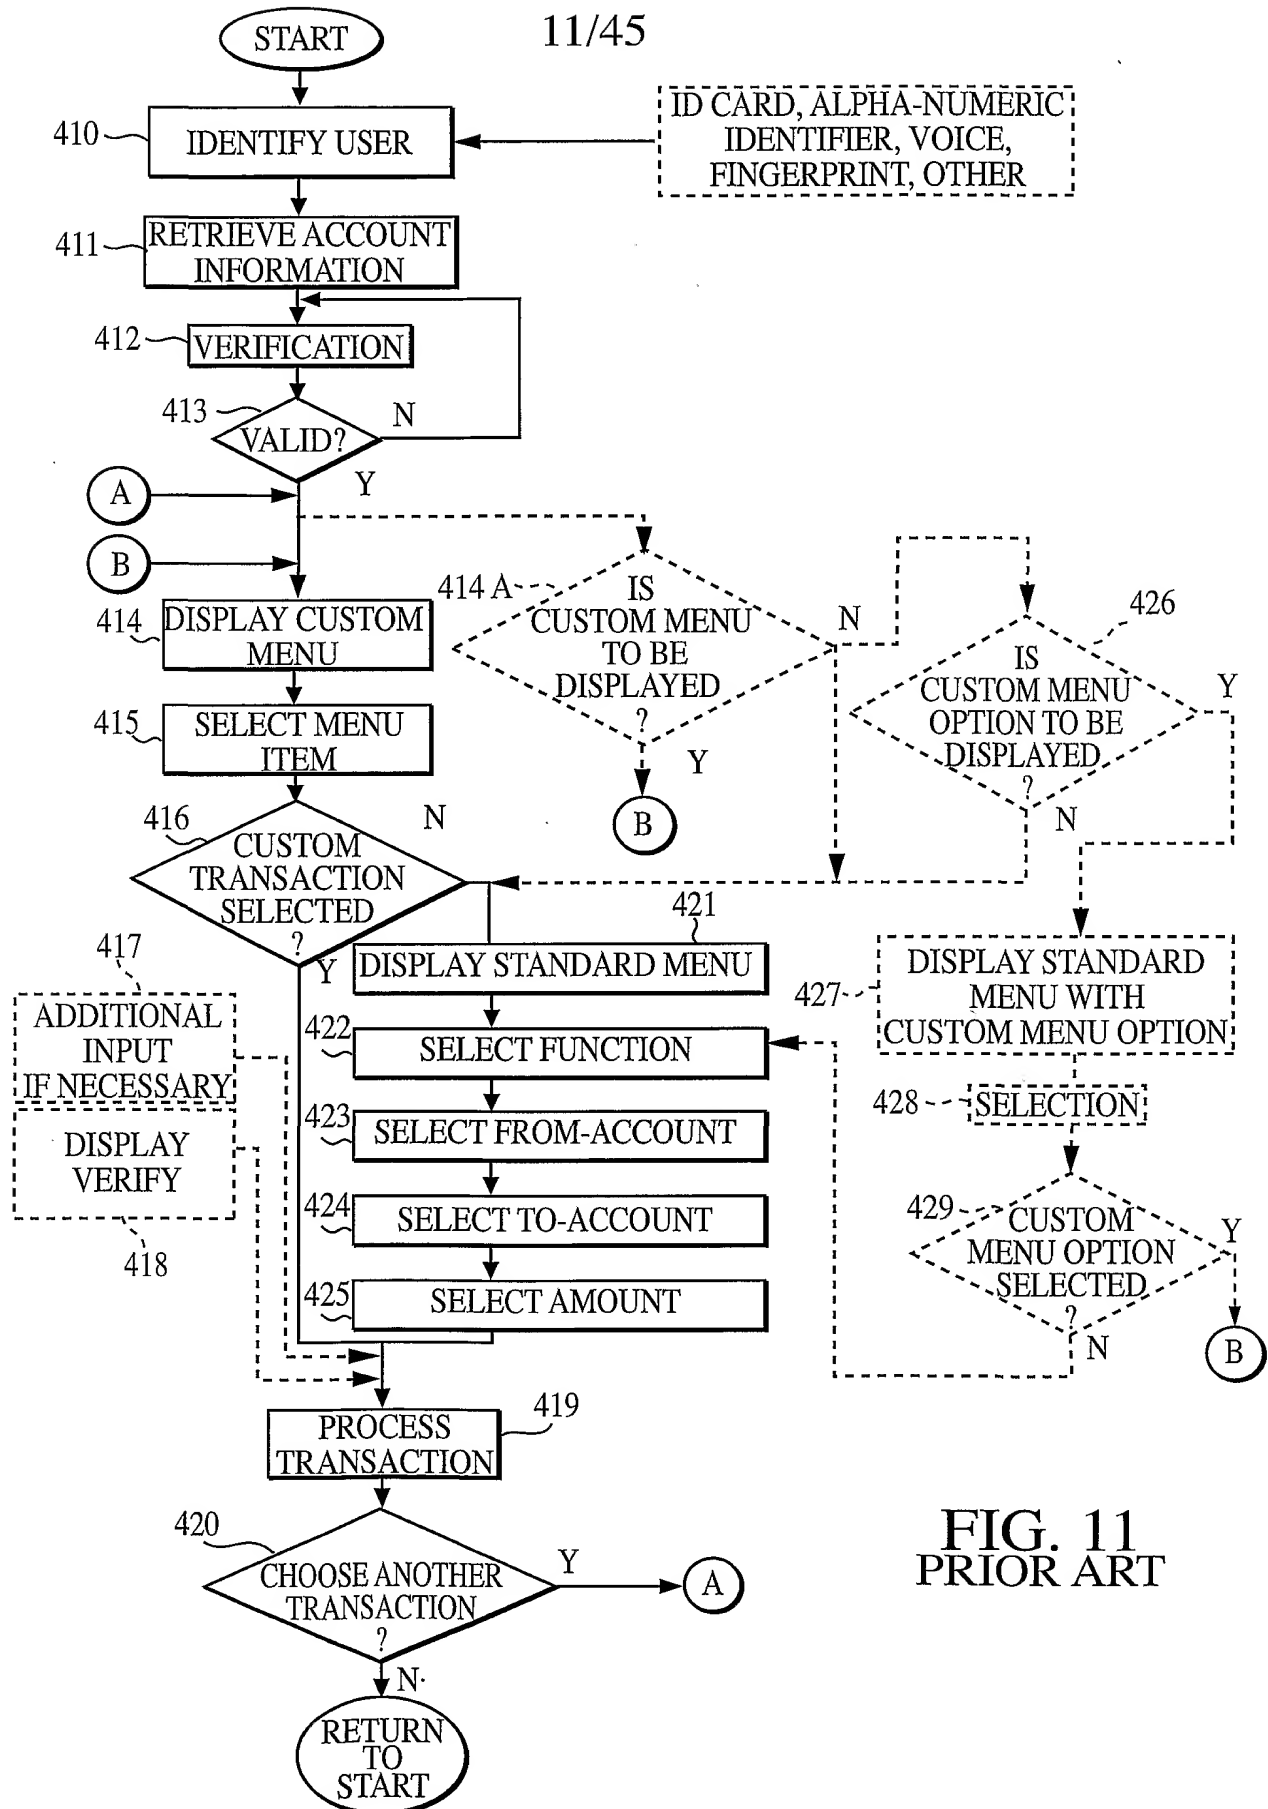 11/45
START
410
IDENTIFY USER
ID CARD, ALPHA-NUMERIC
IDENTIFIER, VOICE,
FINGERPRINT, OTHER
411
RETRIEVE ACCOUNT
INFORMATION
412
VERIFICATION
413
VALID?
N
Y
A
B
414
DISPLAY CUSTOM
MENU
414 A
IS
CUSTOM MENU
TO BE
DISPLAYED
?
N
Y
B
426
IS
CUSTOM MENU
OPTION TO BE
DISPLAYED
?
Y
N
415
SELECT MENU
ITEM
416
CUSTOM
TRANSACTION
SELECTED
?
N
Y
417
ADDITIONAL
INPUT
IF NECESSARY
DISPLAY
VERIFY
418
421
DISPLAY STANDARD MENU
422
SELECT FUNCTION
423
SELECT FROM-ACCOUNT
424
SELECT TO-ACCOUNT
425
SELECT AMOUNT
427
DISPLAY STANDARD
MENU WITH
CUSTOM MENU OPTION
428
SELECTION
429
CUSTOM
MENU OPTION
SELECTED
?
Y
N
B
419
PROCESS
TRANSACTION
420
CHOOSE ANOTHER
TRANSACTION
?
Y
A
N
RETURN
TO
START
FIG. 11
PRIOR ART